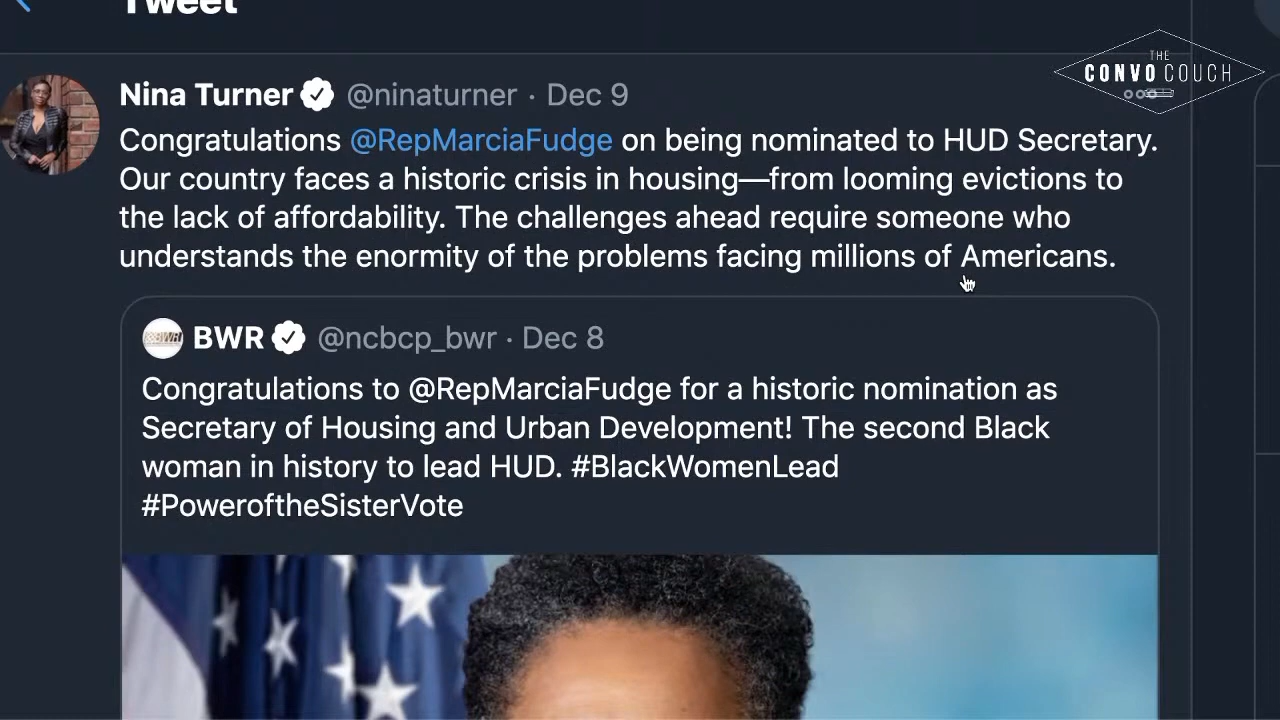 Tweet
THE
CONVO COUCH
Nina Turner @ninaturner · Dec 9
Congratulations @RepMarciaFudge on being nominated to HUD Secretary.
Our country faces a historic crisis in housing—from looming evictions to
the lack of affordability. The challenges ahead require someone who
understands the enormity of the problems facing millions of Americans.
BWR @ncbcp_bwr · Dec 8
Congratulations to @RepMarciaFudge for a historic nomination as
Secretary of Housing and Urban Development! The second Black
woman in history to lead HUD. #BlackWomenLead
#PoweroftheSisterVote